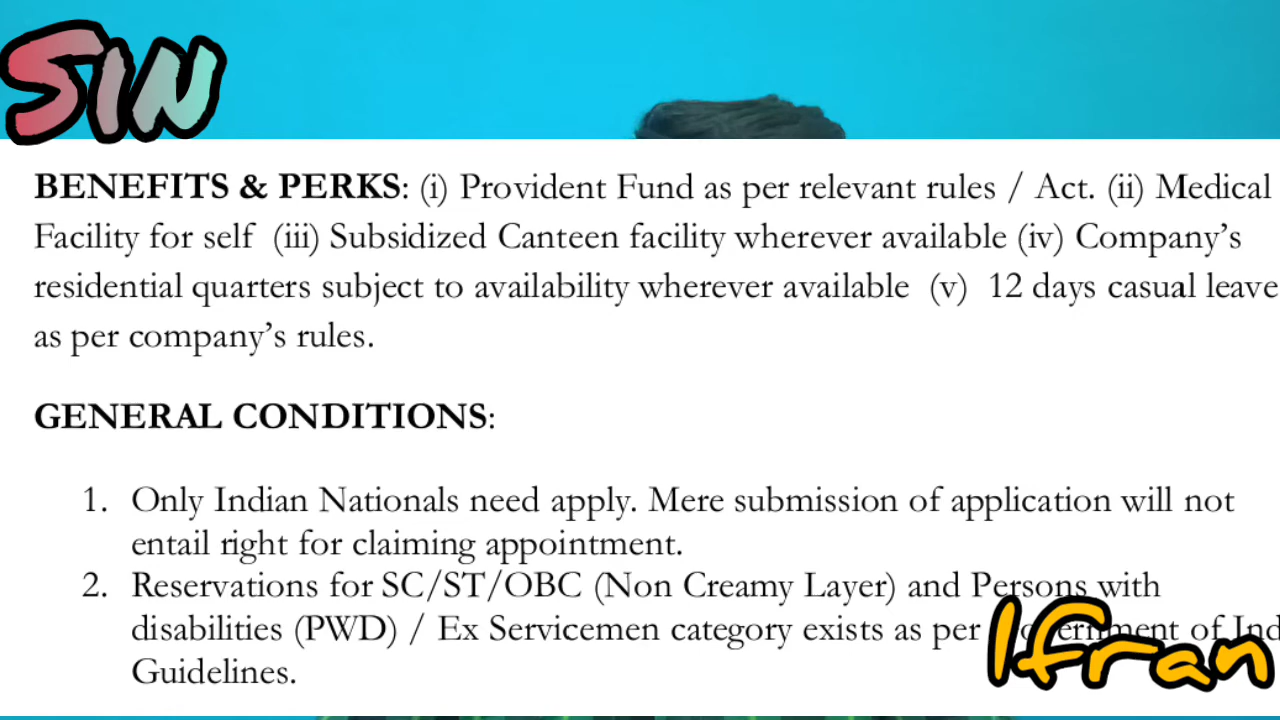 SIN
BENEFITS & PERKS: (i) Provident Fund as per relevant rules / Act. (ii) Medical
Facility for self (iii) Subsidized Canteen facility wherever available (iv) Company’s
residential quarters subject to availability wherever available (v) 12 days casual leave
as per company’s rules.
GENERAL CONDITIONS:
1. Only Indian Nationals need apply. Mere submission of application will not
entail right for claiming appointment.
2. Reservations for SC/ST/OBC (Non Creamy Layer) and Persons with
disabilities (PWD) / Ex Servicemen category exists as per of
Guidelines.
Ifran